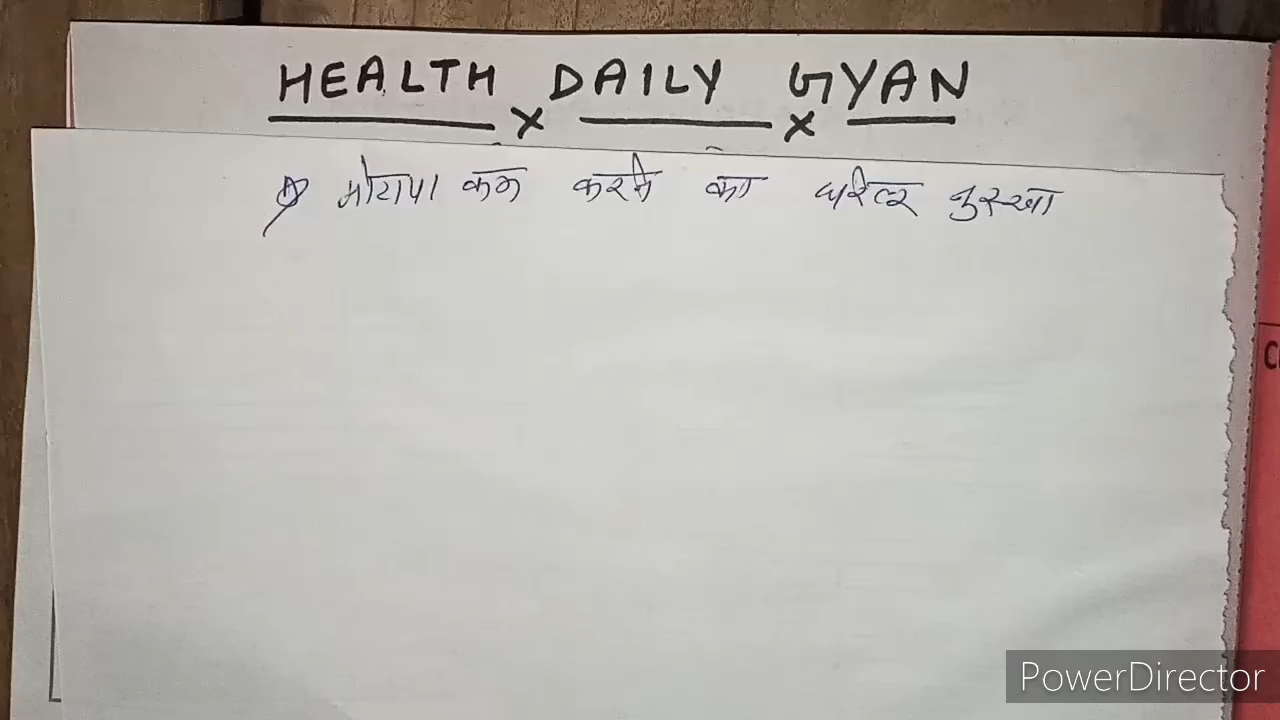 HEALTH DAILY GYAN
मोटापा कम करने का घरेलू नुस्खा
PowerDirector